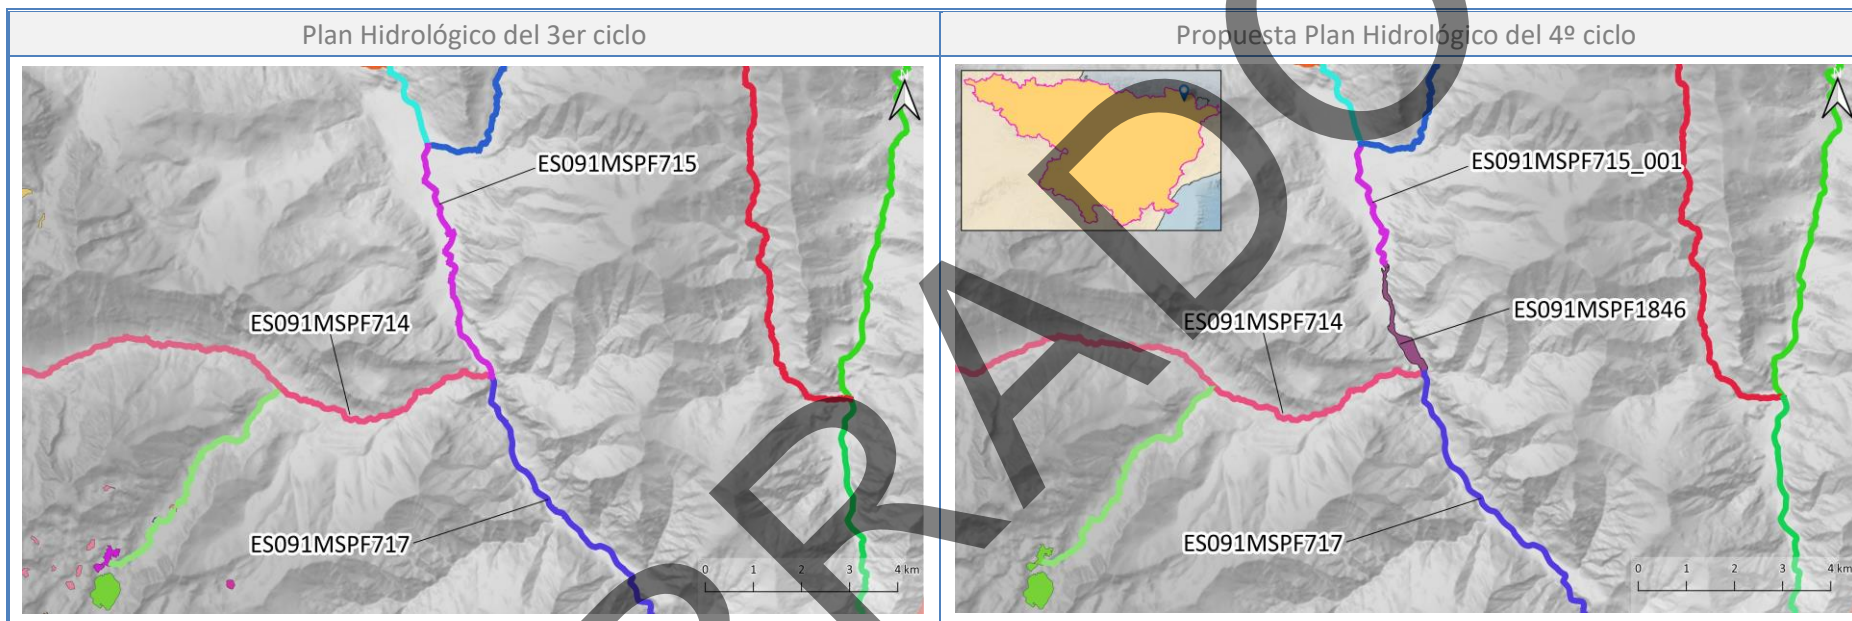 Plan Hidrológico del 3er ciclo
Propuesta Plan Hidrológico del 4º ciclo
ES091MSPF715
ES091MSPF714
ES091MSPF717
0 1 2 3 4 km
ES091MSPF715_001
ES091MSPF1846
ES091MSPF714
ES091MSPF717
0 1 2 3 4 km
BORRADO